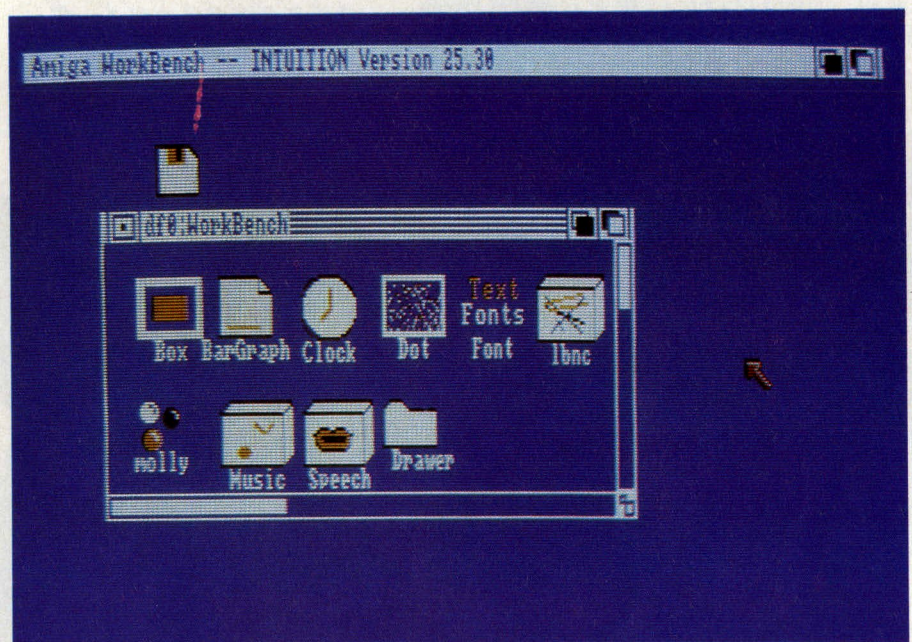 Amiga WorkBench -- INTUITION Version 25.30
df0:WorkBench
Text
Fonts
Box BarGraph Clock Dot Font lbnc
molly Music Speech Drawer